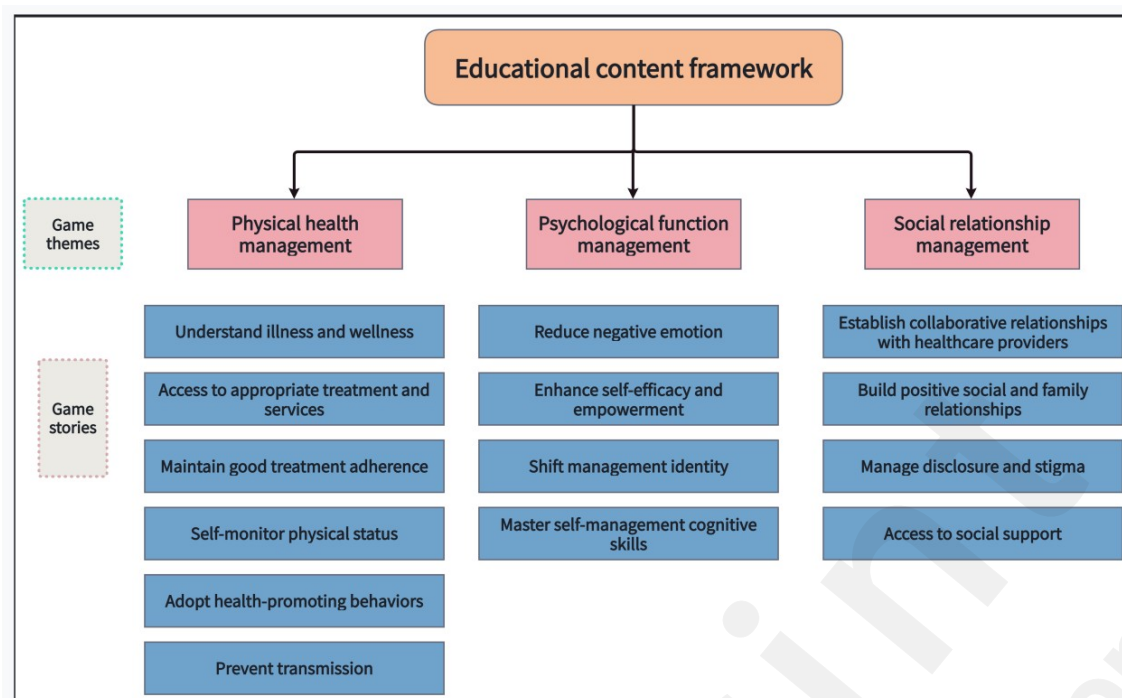 Educational content framework
Game
themes
Physical health
management
Psychological function
management
Social relationship
management
Game
stories
Understand illness and wellness
Access to appropriate treatment and
services
Maintain good treatment adherence
Self-monitor physical status
Adopt health-promoting behaviors
Prevent transmission
Reduce negative emotion
Enhance self-efficacy and
empowerment
Shift management identity
Master self-management cognitive
skills
Establish collaborative relationships
with healthcare providers
Build positive social and family
relationships
Manage disclosure and stigma
Access to social support
int